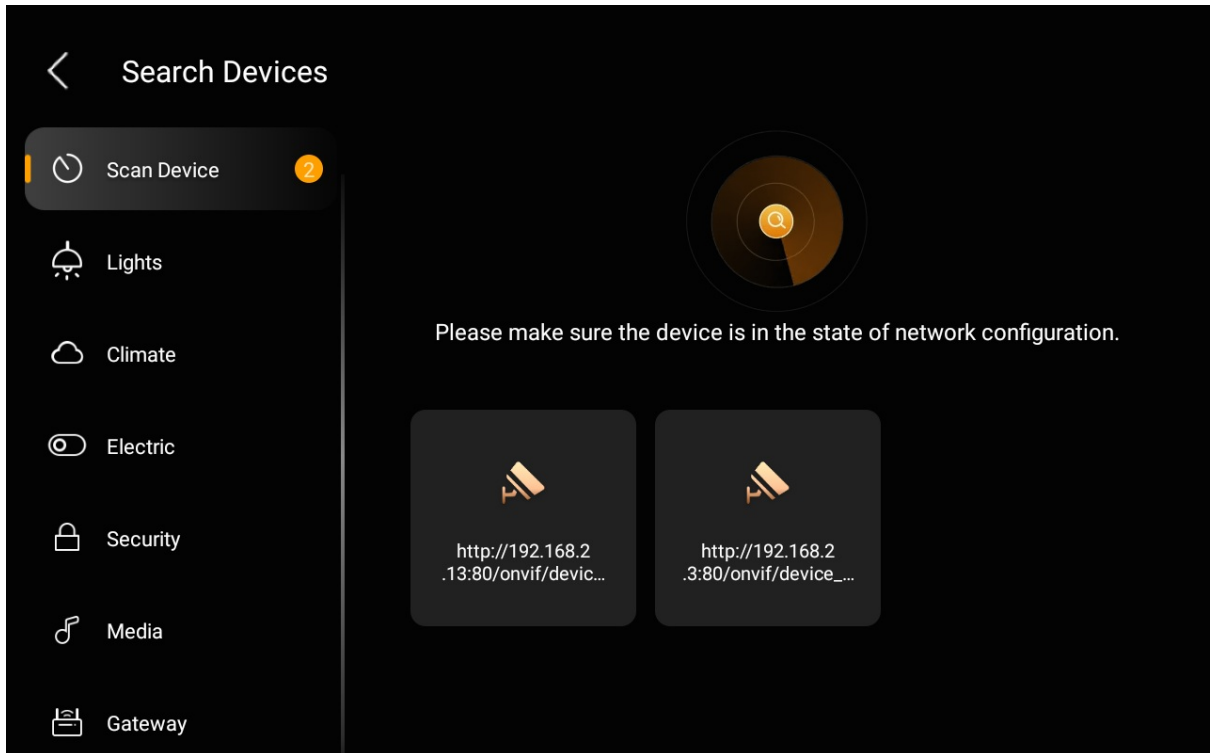 Search Devices
Scan Device
2
Lights
Climate
Electric
Security
Media
Gateway
Please make sure the device is in the state of network configuration.
http://192.168.2
.13:80/onvif/devic...
http://192.168.2
.3:80/onvif/device_...